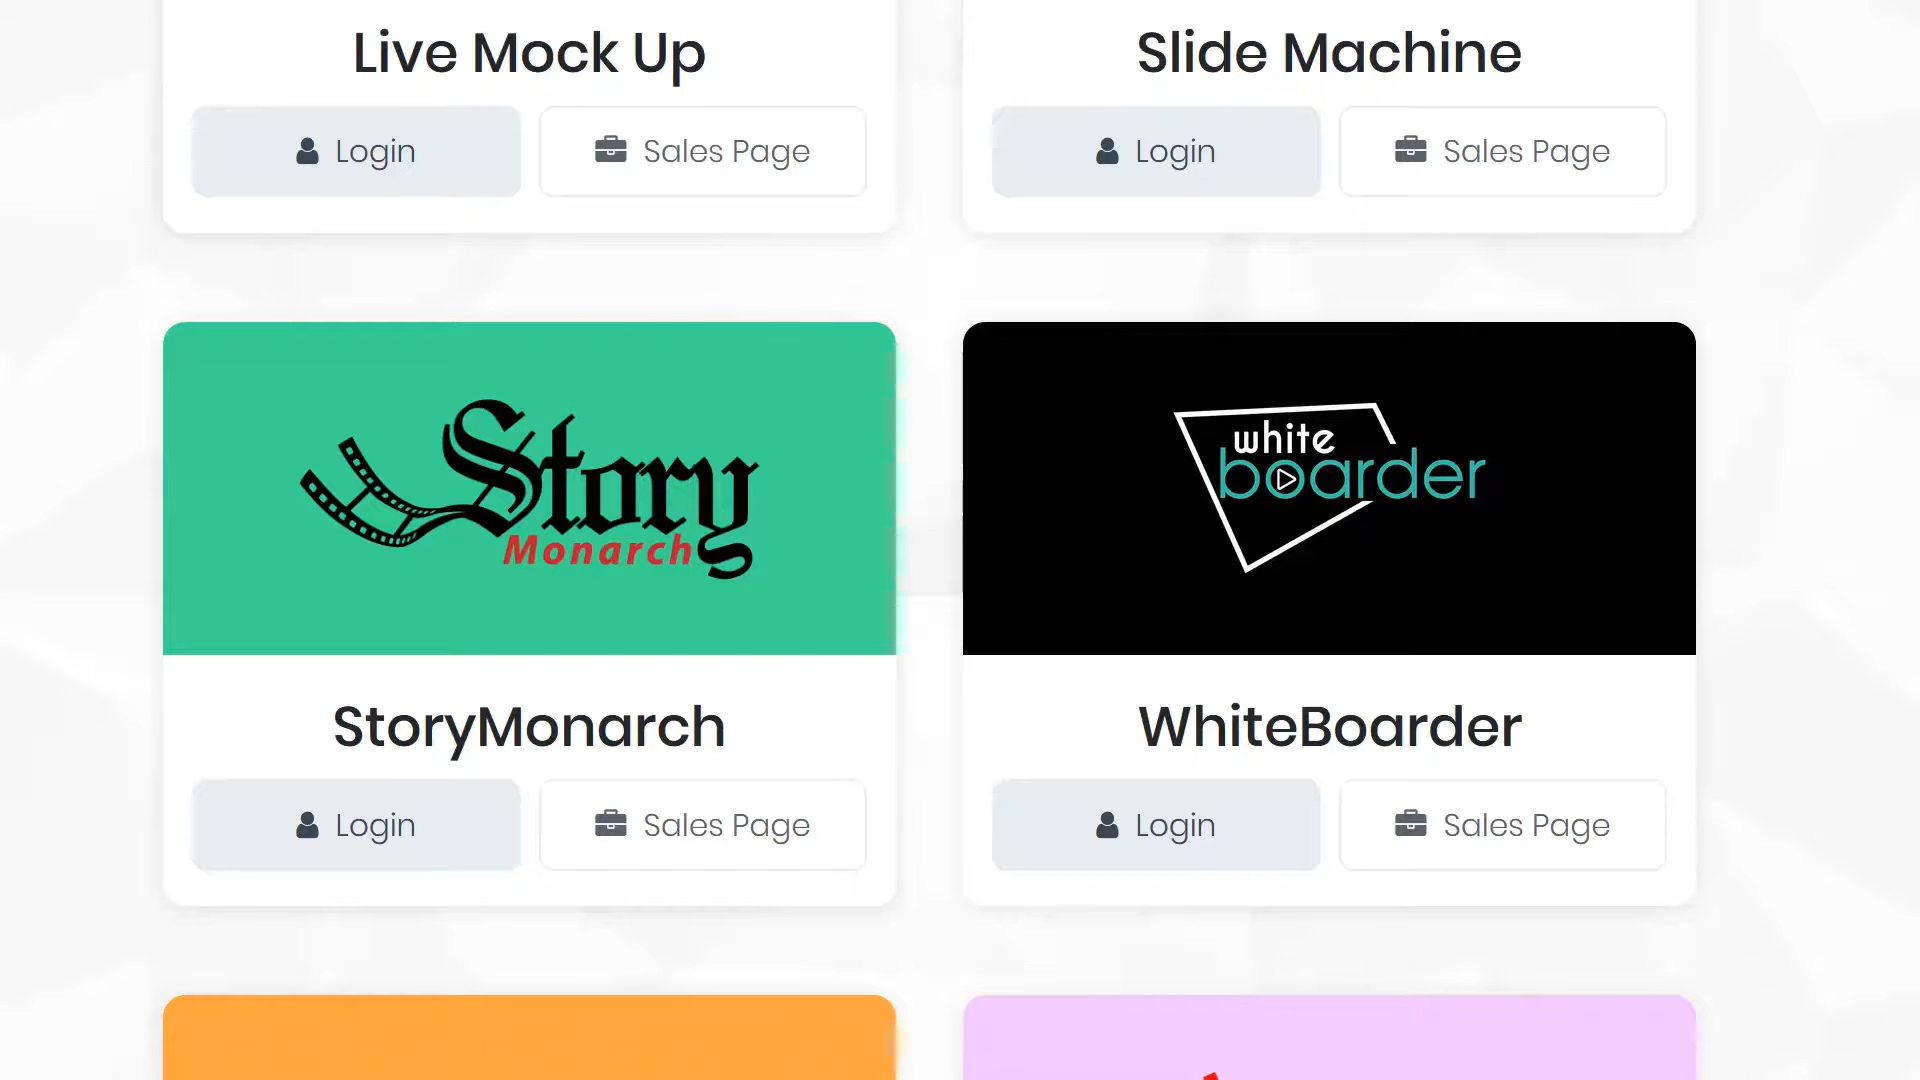 Live Mock Up
Slide Machine
Login
Sales Page
Login
Sales Page
Story
Monarch
white
boarder
StoryMonarch
WhiteBoarder
Login
Sales Page
Login
Sales Page